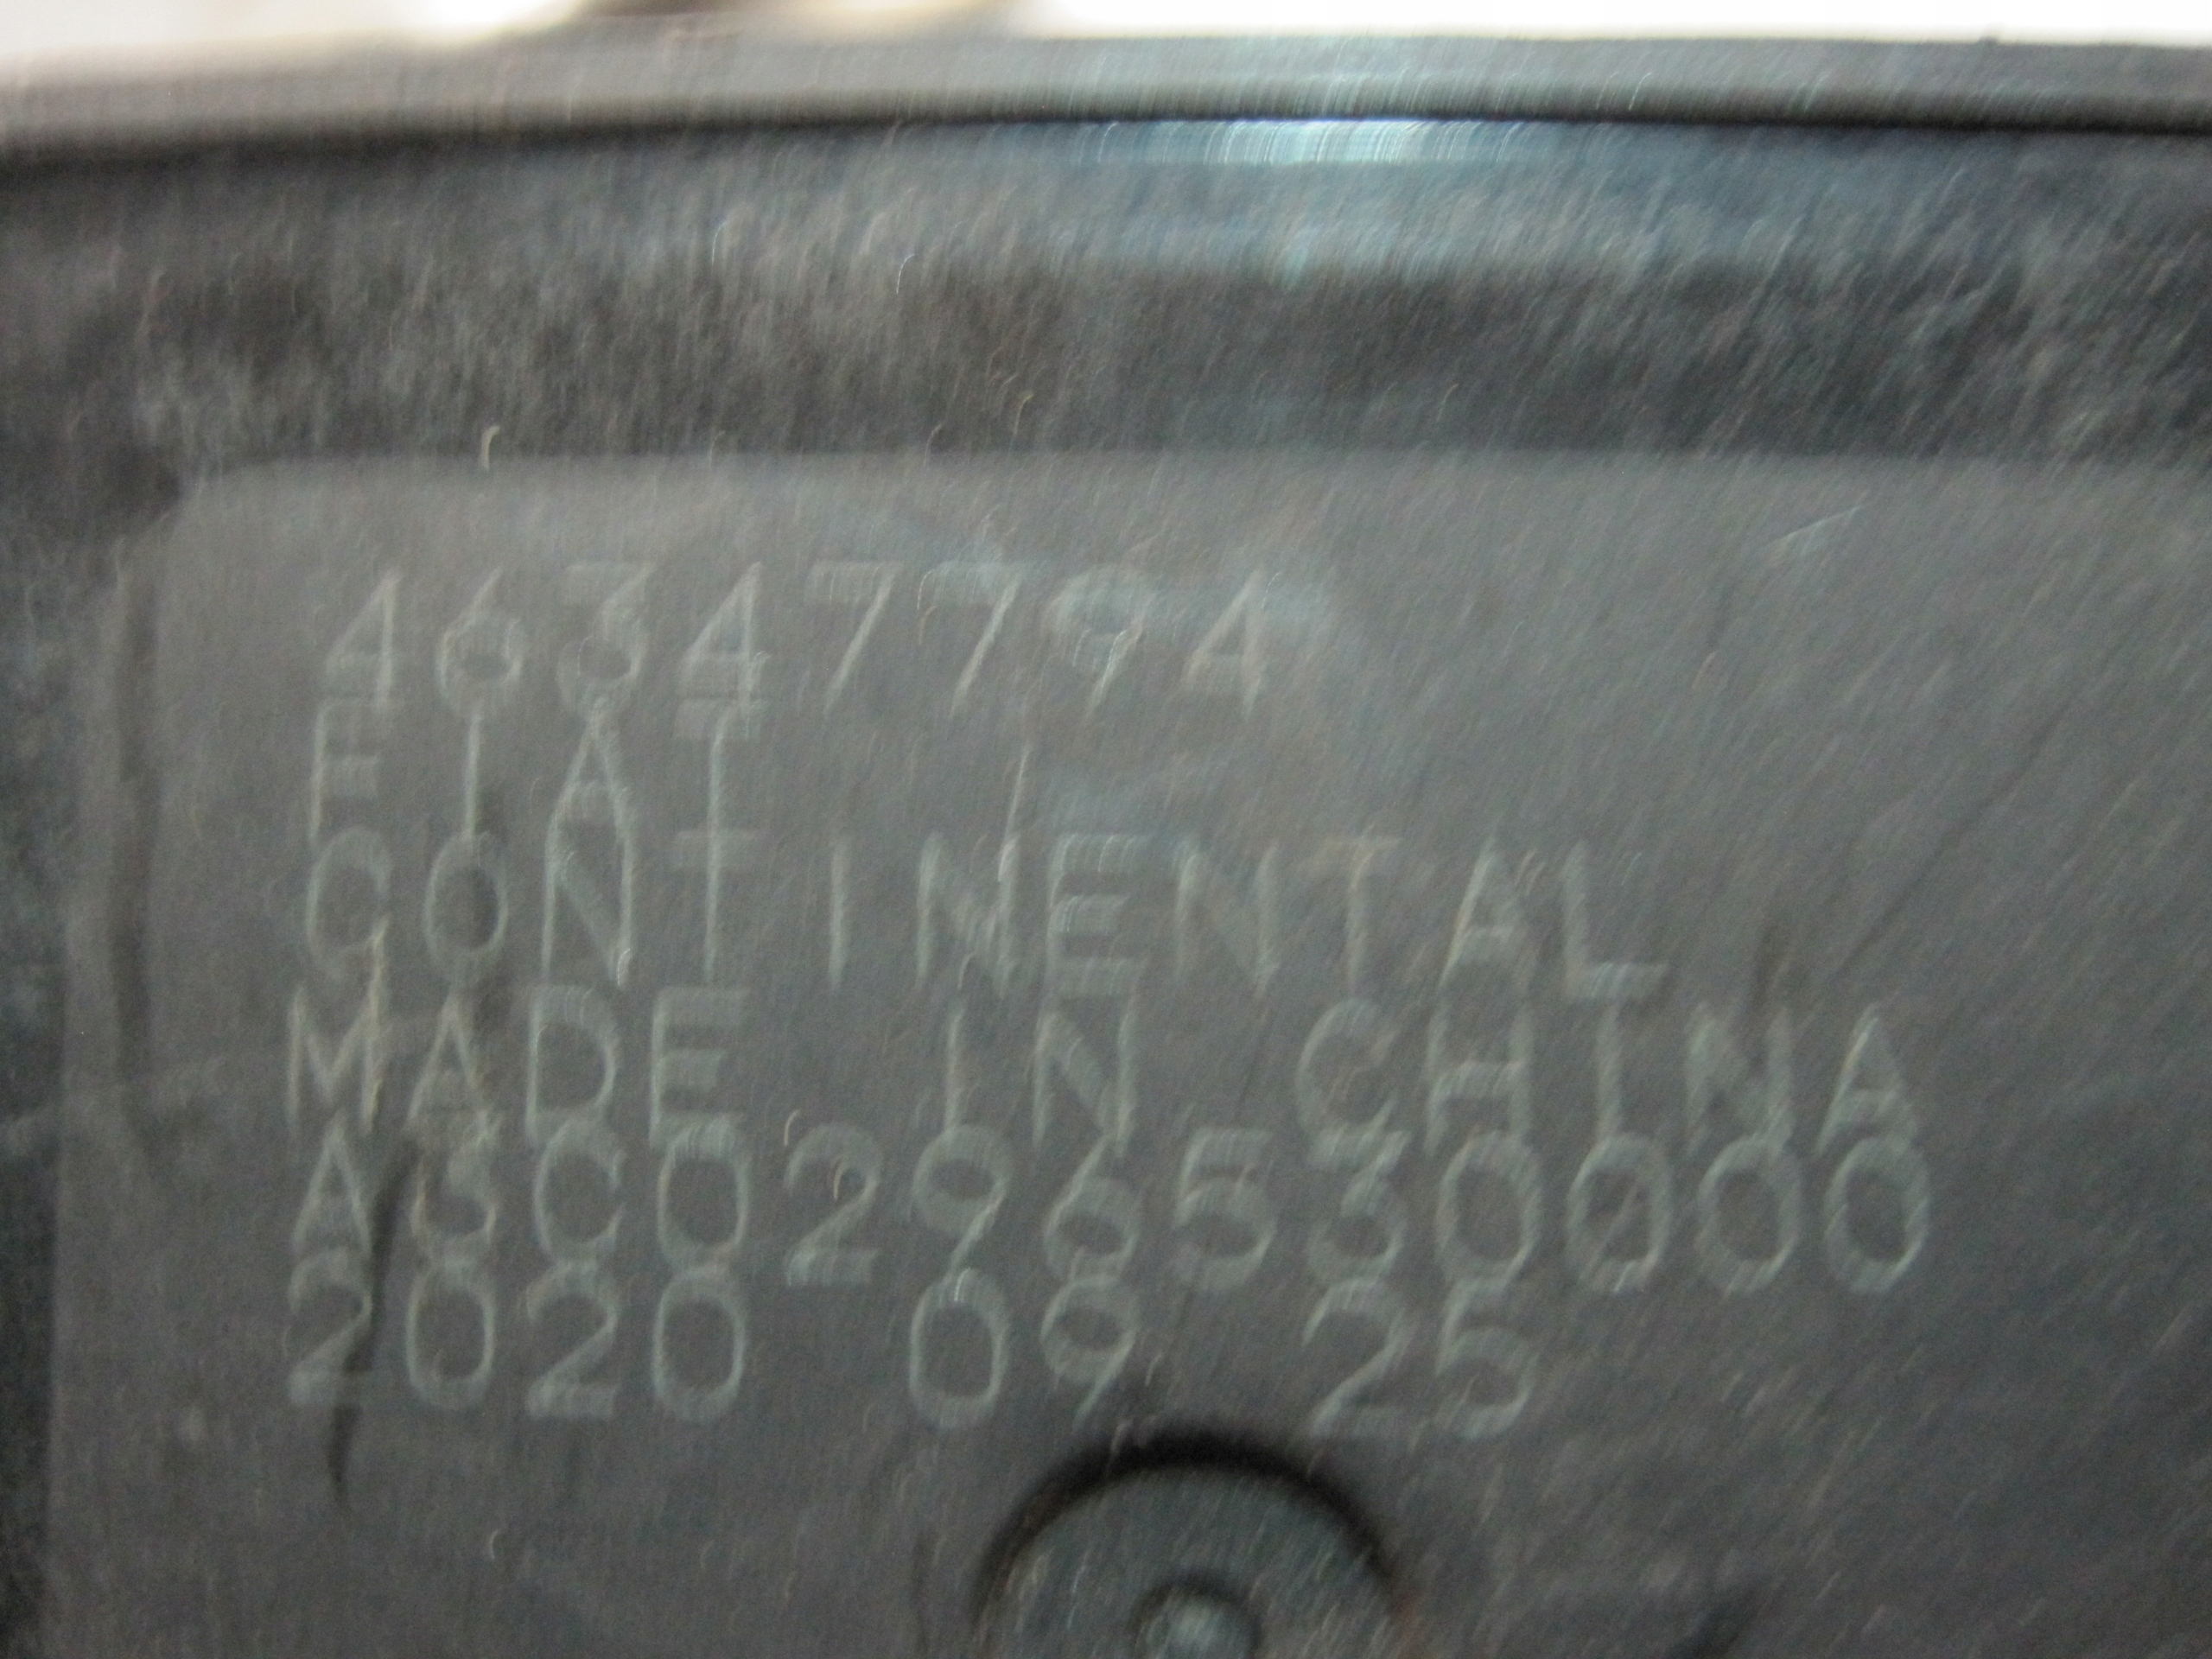 46347794
FIAT
CONTINENTAL
MADE IN CHINA
A3C0296530000
2020 09 25